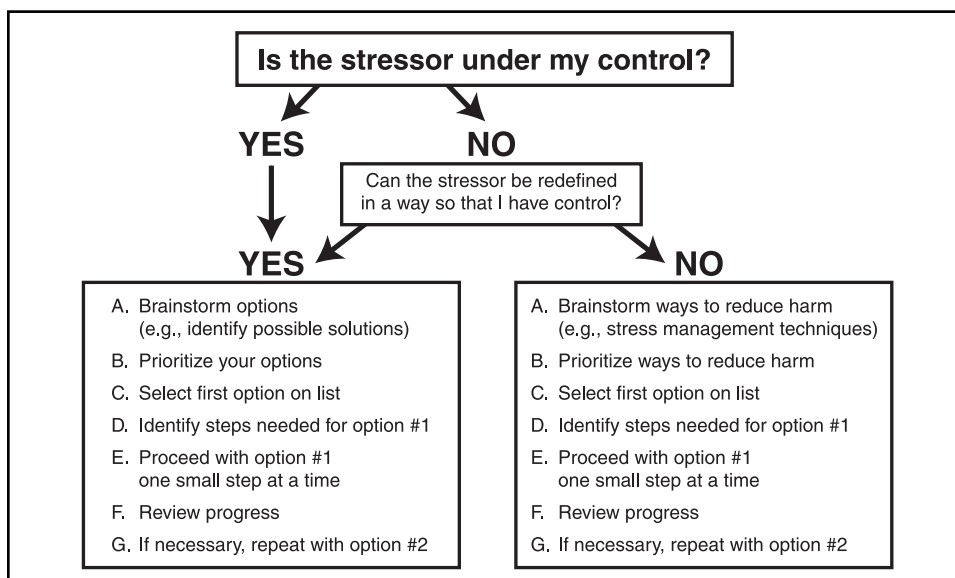 Is the stressor under my control?
YES
NO
Can the stressor be redefined
in a way so that I have control?
YES
NO
A. Brainstorm options
(e.g., identify possible solutions)
B. Prioritize your options
C. Select first option on list
D. Identify steps needed for option #1
E. Proceed with option #1
one small step at a time
F. Review progress
G. If necessary, repeat with option #2
A. Brainstorm ways to reduce harm
(e.g., stress management techniques)
B. Prioritize ways to reduce harm
C. Select first option on list
D. Identify steps needed for option #1
E. Proceed with option #1
one small step at a time
F. Review progress
G. If necessary, repeat with option #2